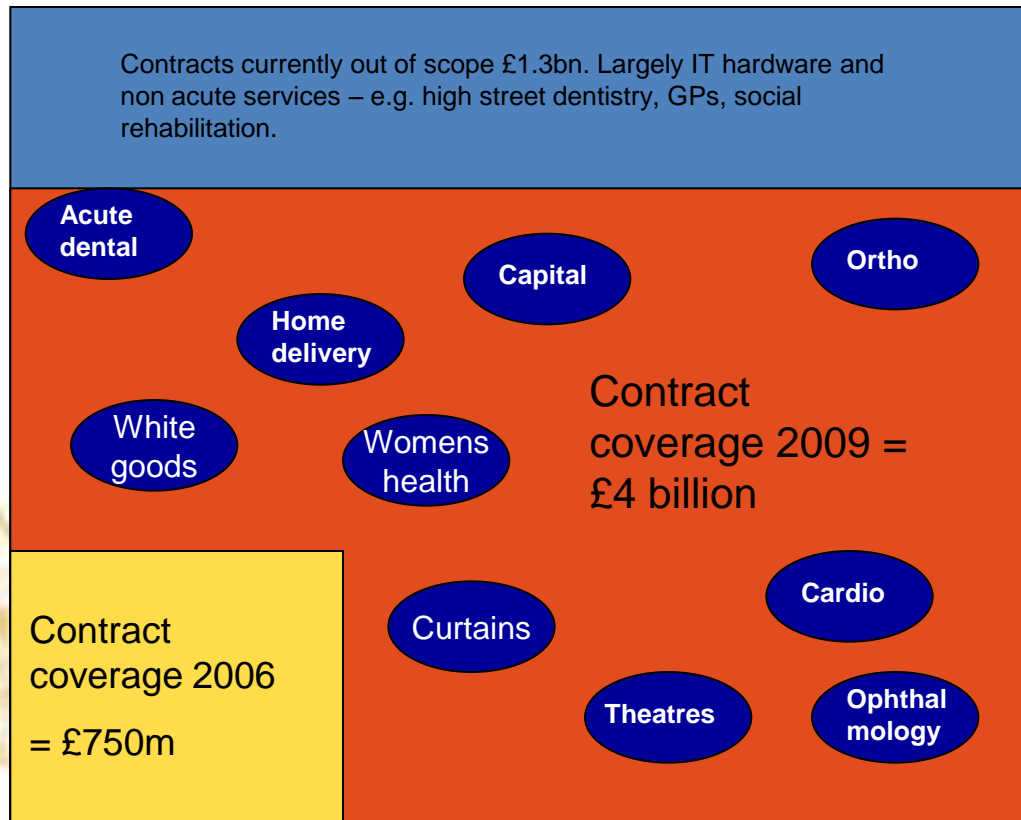 Contracts currently out of scope £1.3bn. Largely IT hardware and
non acute services – e.g. high street dentistry, GPs, social
rehabilitation.
Acute
dental
Capital
Ortho
Home
delivery
White
goods
Womens
health
Contract
coverage 2009 =
£4 billion
Contract
coverage 2006
= £750m
Curtains
Cardio
Theatres
Ophthal
mology